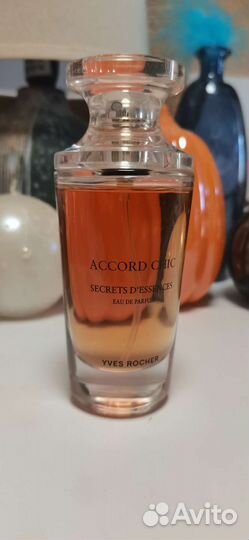 ACCORD CHIC
SECRETS D'ESSENCES
EAU DE PARFUM
YVES ROCHER
Avito